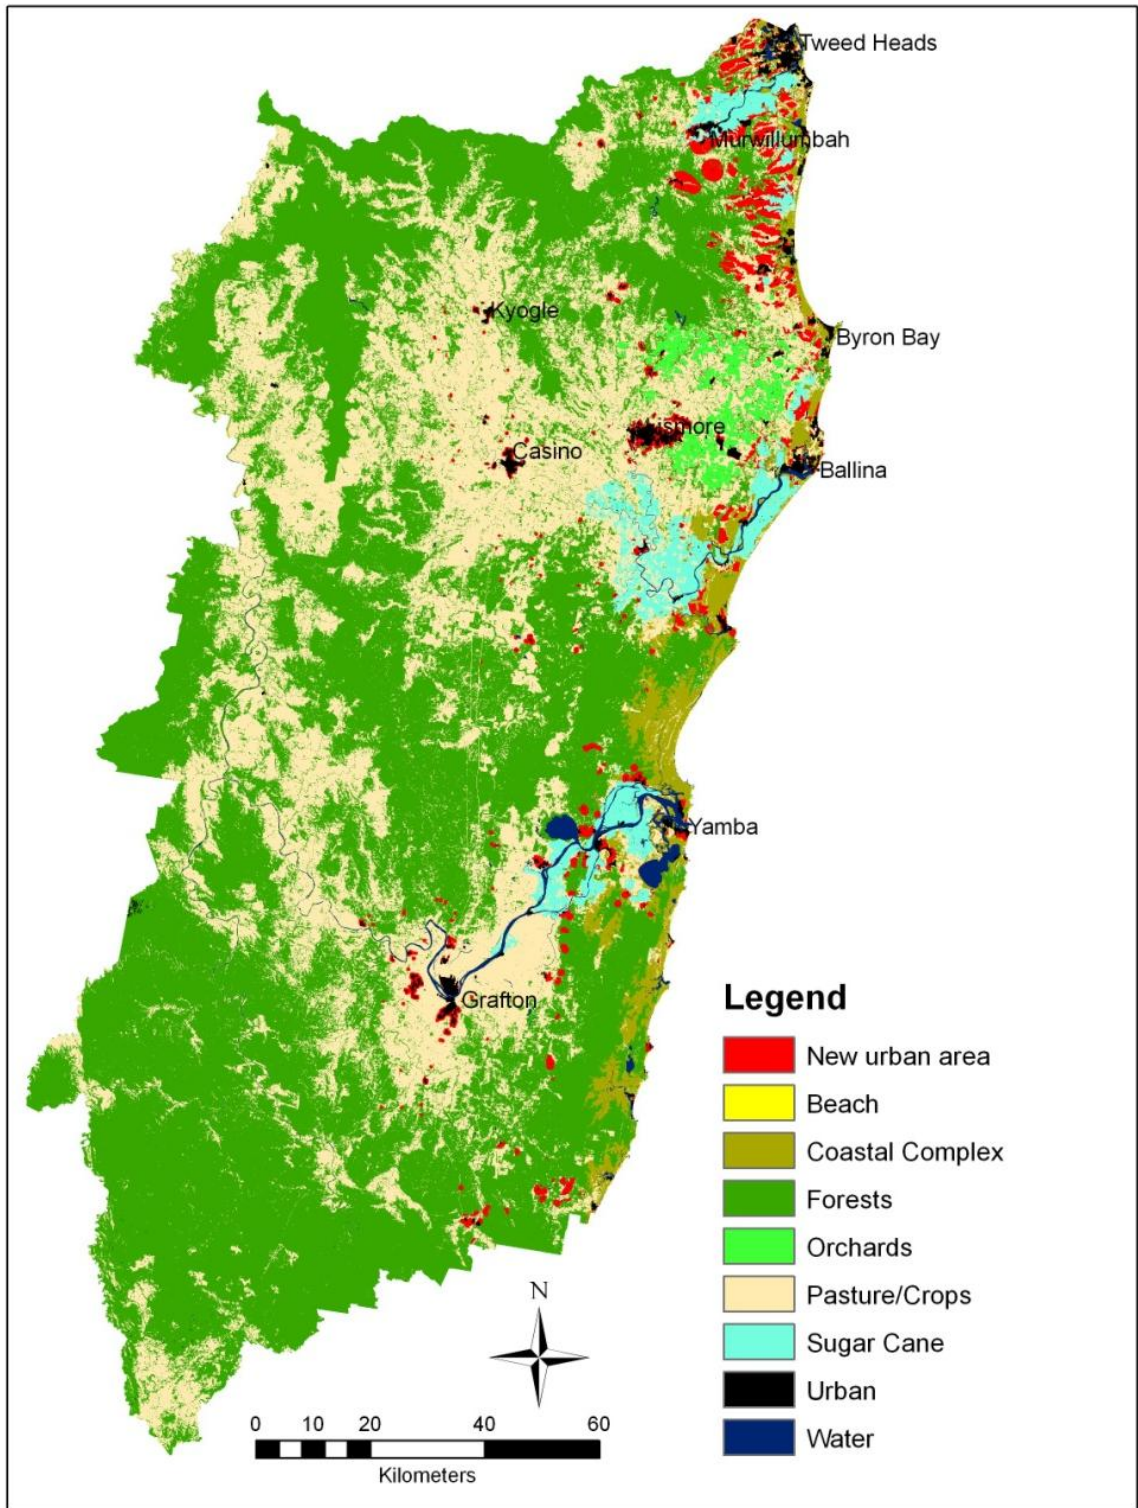 Tweed Heads
Murwillumbah
Kyogle
Byron Bay
Lismore
Casino
Ballina
Yamba
Grafton
Legend
New urban area
Beach
Coastal Complex
Forests
Orchards
Pasture/Crops
Sugar Cane
Urban
Water
N
0 10 20 40 60
Kilometers